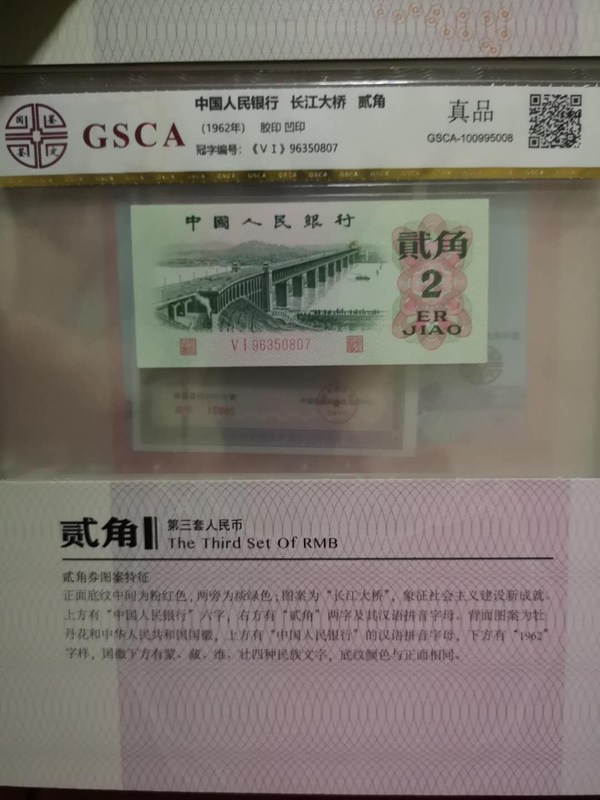 GSCA
中国人民银行 长江大桥 贰角
(1962年) 胶印 凹印
冠字编号：《ＶⅠ》96350807
真品
GSCA-100995008
中國人民銀行
貳角
2
ER
JIAO
VI 96350807
贰角
第三套人民币
The Third Set Of RMB
贰角券图案特征
正面底纹中间为粉红色，两旁为淡绿色；图案为“长江大桥”，象征社会主义建设新成就。
上方有“中国人民银行”六字，右方有“贰角”两字及其汉语拼音字母。背面图案为牡
丹花和中华人民共和国国徽，上方有“中国人民银行”的汉语拼音字母，下方有“1962”
字样，国徽下方有蒙、藏、维、壮四种民族文字，底纹颜色与正面相同。